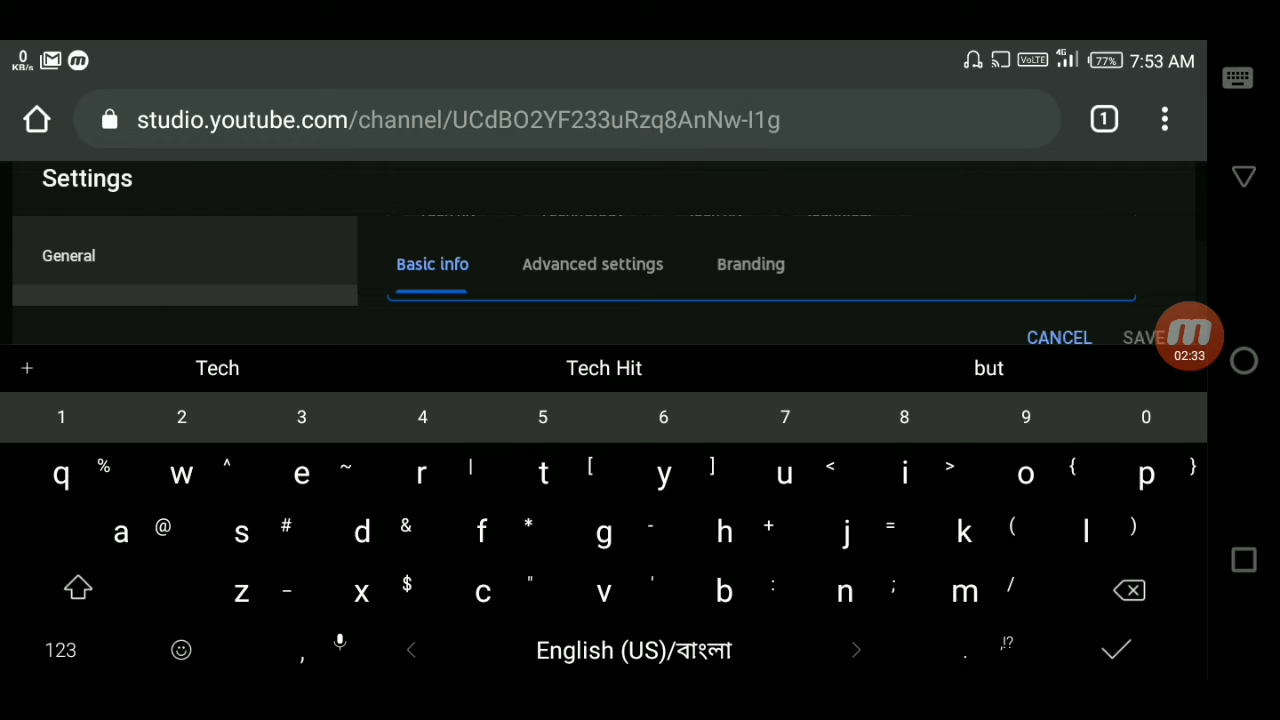 0 KB/s VoLTE 4G 77% 7:53 AM
studio.youtube.com/channel/UCdBO2YF233uRzq8AnNw-I1g 1
Settings
General
Basic info Advanced settings Branding
CANCEL SAVE
02:33
+ Tech Tech Hit but
1 2 3 4 5 6 7 8 9 0
q % w ^ e ~ r | t [ y ] u < i > o { p }
a @ s # d & f * g - h + j = k ( l )
z _ x $ c " v ' b : n ; m /
123 , < English (US)/বাংলা > . ,!?